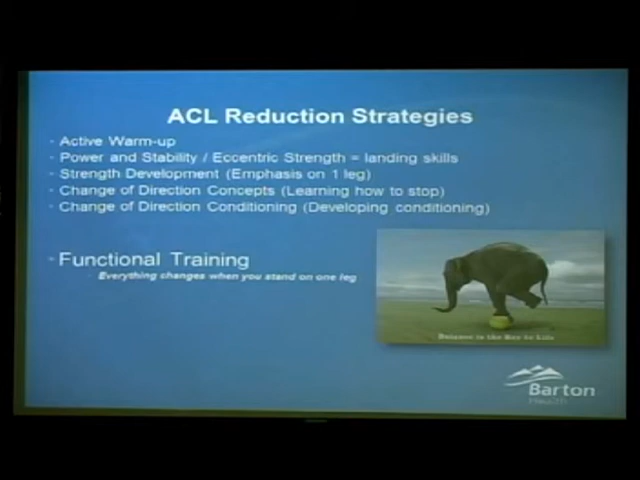 ACL Reduction Strategies
Active Warm-up
Power and Stability / Eccentric Strength = landing skills
Strength Development (Emphasis on 1 leg)
Change of Direction Concepts (Learning how to stop)
Change of Direction Conditioning (Developing conditioning)
Functional Training
Everything changes when you stand on one leg
Balance is the Key to Life
Barton
Health